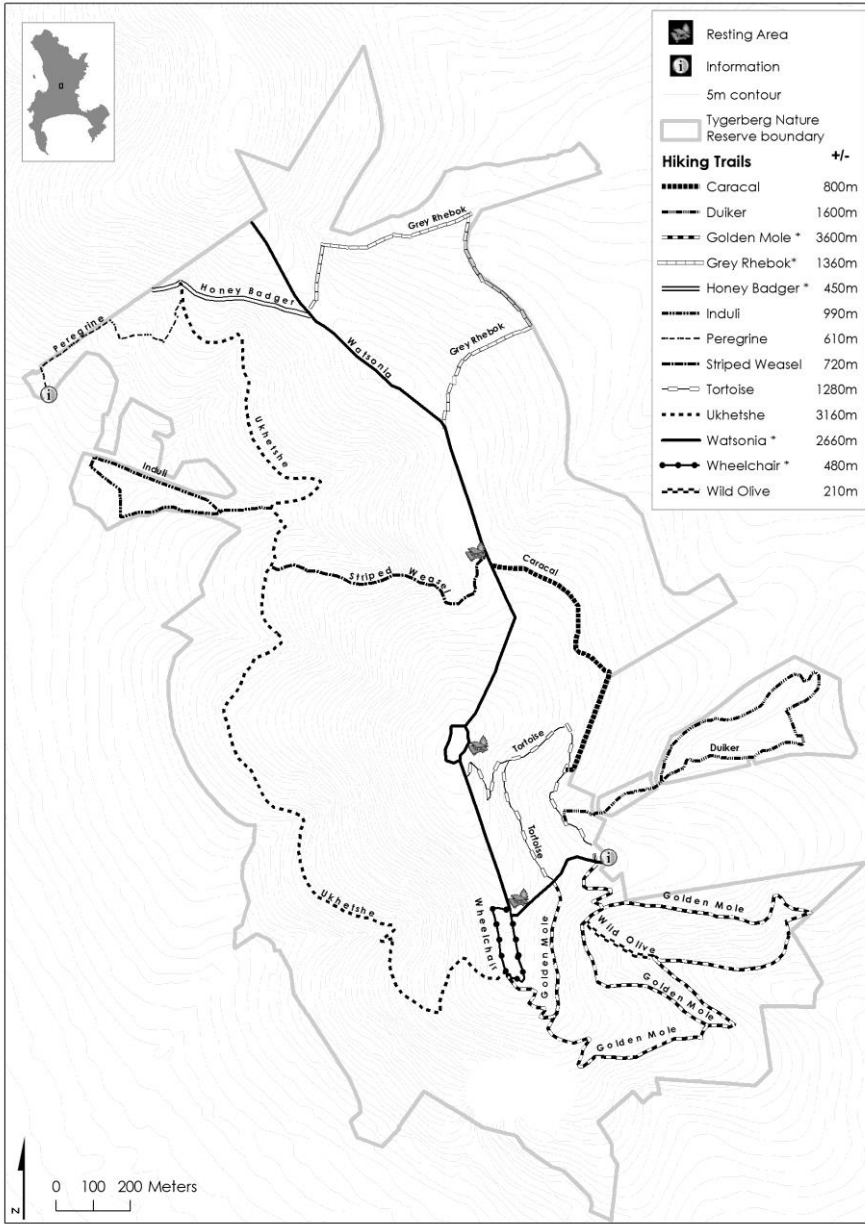 Resting Area
i
Information
5m contour
Tygerberg Nature
Reserve boundary
Hiking Trails +/-
Caracal 800m
Duiker 1600m
Golden Mole * 3600m
Grey Rhebok* 1360m
Honey Badger * 450m
Induli 990m
Peregrine 610m
Striped Weasel 720m
Tortoise 1280m
Ukhetshe 3160m
Watsonia * 2660m
Wheelchair * 480m
Wild Olive 210m
Grey Rhebok
Honey Badger
Peregrine
Grey Rhebok
Watsonia
i
Ukhetshe
Induli
Striped Weasel
Caracal
Tortoise
Duiker
Tortoise
i
Ukhetshe
Wheelchair
Golden Mole
Golden Mole
Wild Olive
Golden Mole
Golden Mole
0 100 200 Meters
N